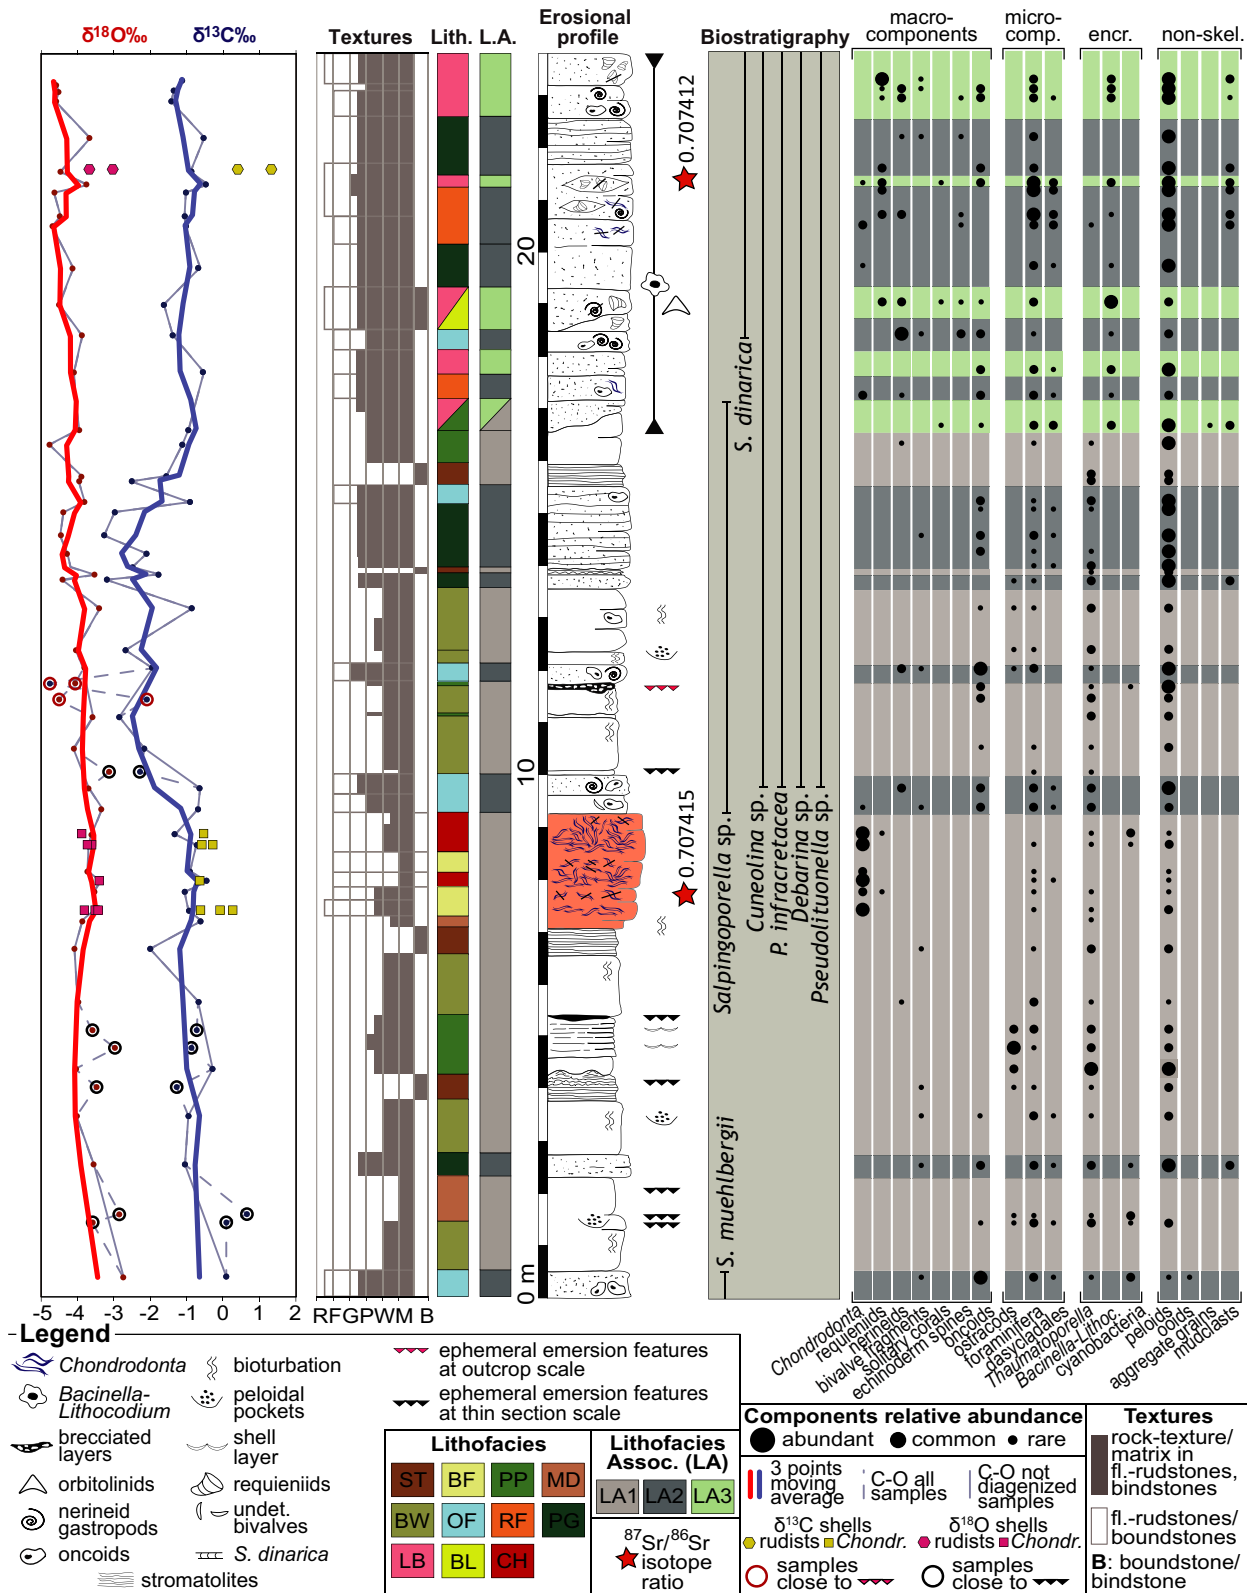 δ18O‰
δ13C‰
Textures
Lith.
L.A.
Erosional
profile
Biostratigraphy
macro-
components
micro-
comp.
encr.
non-skel.
0.707412
20
S. dinarica
10
0.707415
Salpingoporella sp.
Cuneolina sp.
P. infracretacea
Debarina sp.
Pseudolituonella sp.
S. muehlbergii
0 m
-5 -4 -3 -2 -1 0 1 2
RFGPWM B
Chondrodonta
requieniids
nerineids
bivalve fragments
solitary corals
echinoderm spines
oncoids
ostracods
foraminifera
dasycladales
Thaumatoporella
Bacinella-Lithoc.
cyanobacteria
peloids
ooids
aggregate grains
mudclasts
Legend
Chondrodonta
Bacinella-
Lithocodium
brecciated
layers
orbitolinids
nerineid
gastropods
oncoids
stromatolites
bioturbation
peloidal
pockets
shell
layer
requieniids
undet.
bivalves
S. dinarica
ephemeral emersion features
at outcrop scale
ephemeral emersion features
at thin section scale
Lithofacies
ST BF PP MD
BW OF RF PG
LB BL CH
Lithofacies
Assoc. (LA)
LA1 LA2 LA3
87Sr/86Sr
isotope
ratio
Components relative abundance
abundant common rare
3 points
moving
average
C-O all
samples
C-O not
diagenized
samples
δ13C shells
rudists Chondr.
δ18O shells
rudists Chondr.
samples
close to
samples
close to
Textures
rock-texture/
matrix in
fl.-rudstones,
bindstones
fl.-rudstones/
boundstones
B: boundstone/
bindstone